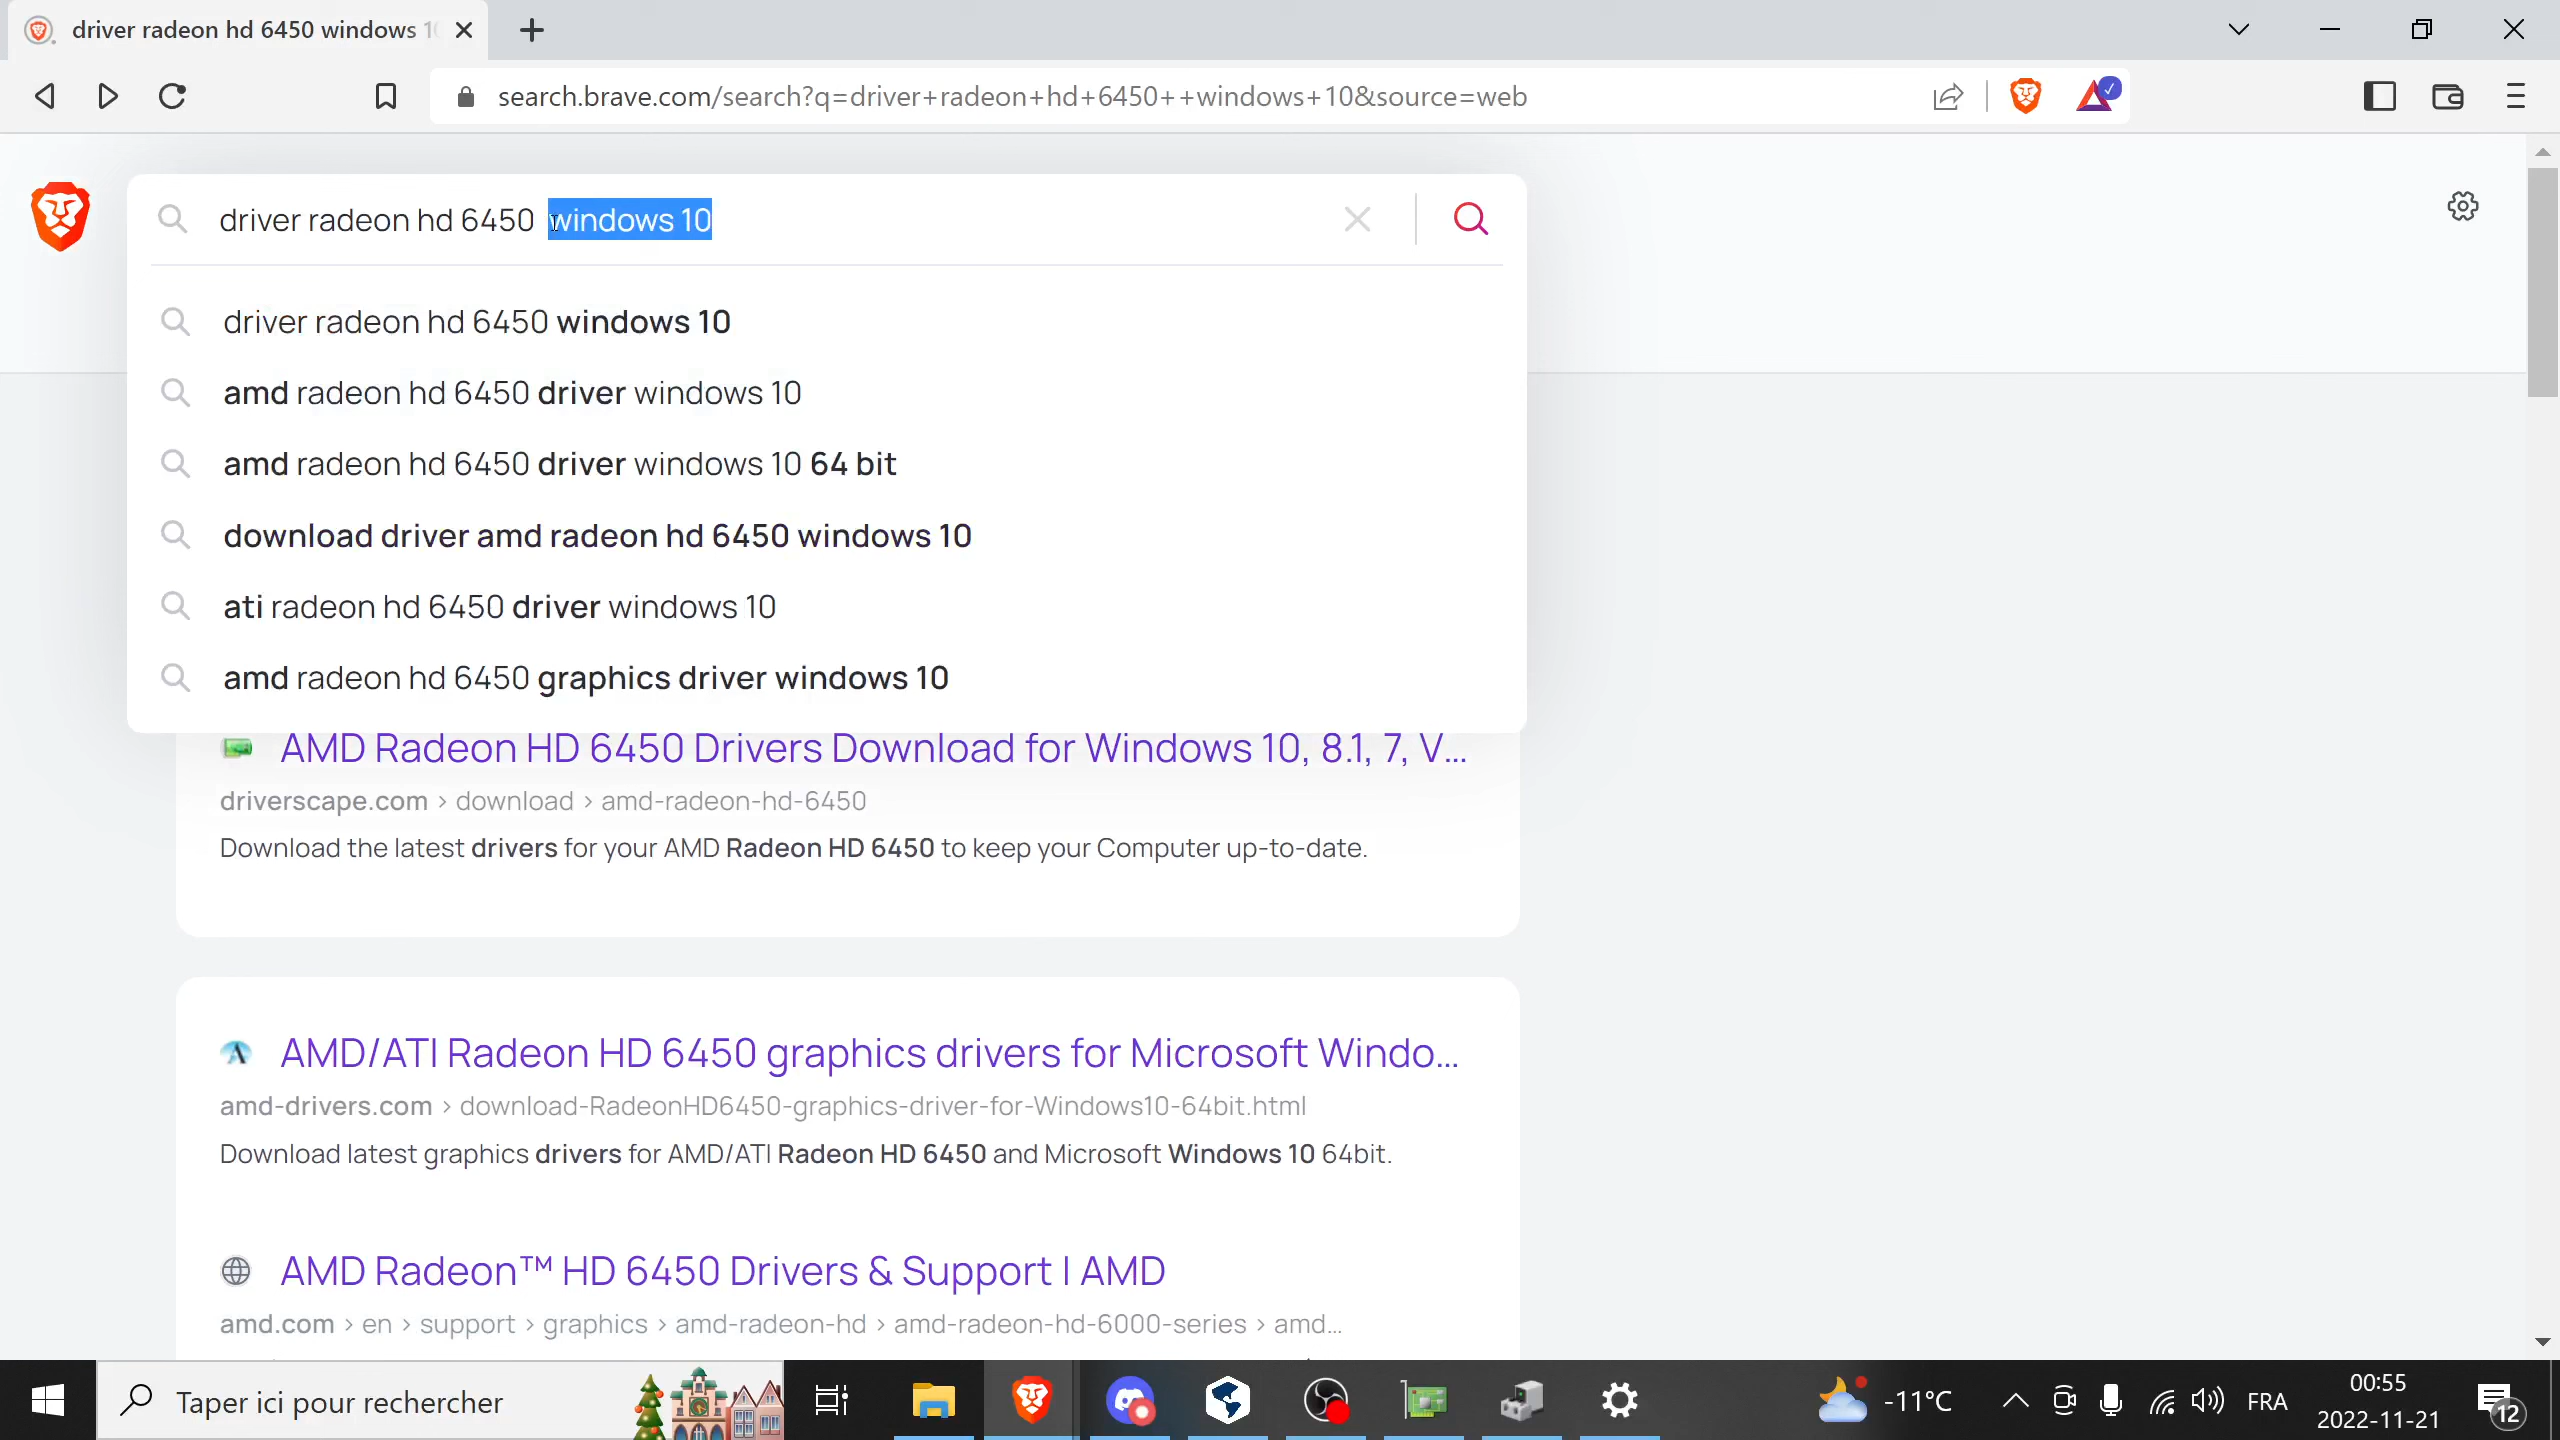 driver radeon hd 6450 windows 10
search.brave.com/search?q=driver+radeon+hd+6450++windows+10&source=web
driver radeon hd 6450  windows 10
driver radeon hd 6450 windows 10
amd radeon hd 6450 driver windows 10
amd radeon hd 6450 driver windows 10 64 bit
download driver amd radeon hd 6450 windows 10
ati radeon hd 6450 driver windows 10
amd radeon hd 6450 graphics driver windows 10
AMD Radeon HD 6450 Drivers Download for Windows 10, 8.1, 7, V...
driverscape.com › download › amd-radeon-hd-6450
Download the latest drivers for your AMD Radeon HD 6450 to keep your Computer up-to-date.
AMD/ATI Radeon HD 6450 graphics drivers for Microsoft Windo...
amd-drivers.com › download-RadeonHD6450-graphics-driver-for-Windows10-64bit.html
Download latest graphics drivers for AMD/ATI Radeon HD 6450 and Microsoft Windows 10 64bit.
AMD Radeon™ HD 6450 Drivers & Support | AMD
amd.com › en › support › graphics › amd-radeon-hd › amd-radeon-hd-6000-series › amd...
Taper ici pour rechercher
-11°C
FRA
00:55
2022-11-21
12